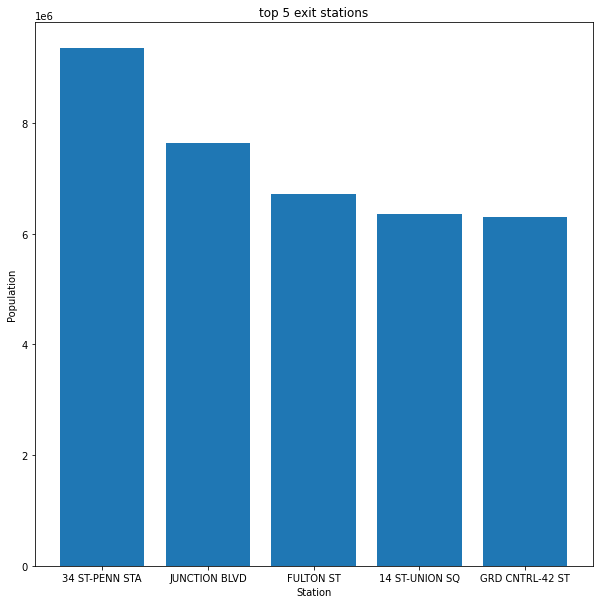 top 5 exit stations
1e6
8
6
4
2
0
Population
34 ST-PENN STA
JUNCTION BLVD
FULTON ST
14 ST-UNION SQ
GRD CNTRL-42 ST
Station